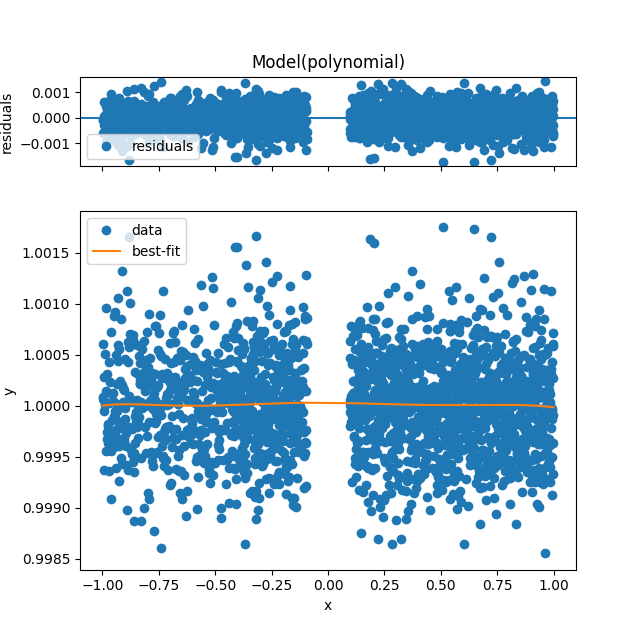 Model(polynomial)
0.001
0.000
−0.001
residuals
residuals
data
best-fit
1.0015
1.0010
1.0005
1.0000
0.9995
0.9990
0.9985
y
−1.00 −0.75 −0.50 −0.25 0.00 0.25 0.50 0.75 1.00
x